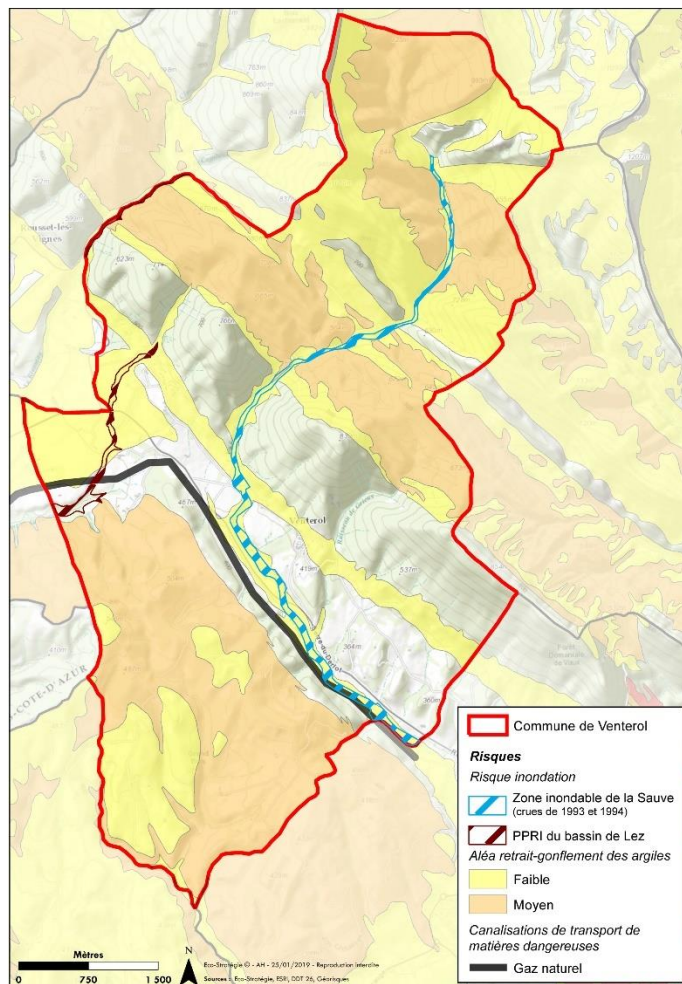 Venterol
Commune de Venterol
Risques
Risque inondation
Zone inondable de la Sauve
(crues de 1993 et 1994)
PPRI du bassin de Lez
Aléa retrait-gonflement des argiles
Faible
Moyen
Canalisations de transport de
matières dangereuses
Gaz naturel
Mètres
0 750 1 500
N
Eco-Stratégie © - AH - 25/01/2019 - Reproduction interdite
Sources : Eco-Stratégie, ESRI, DDT 26, Géorisques